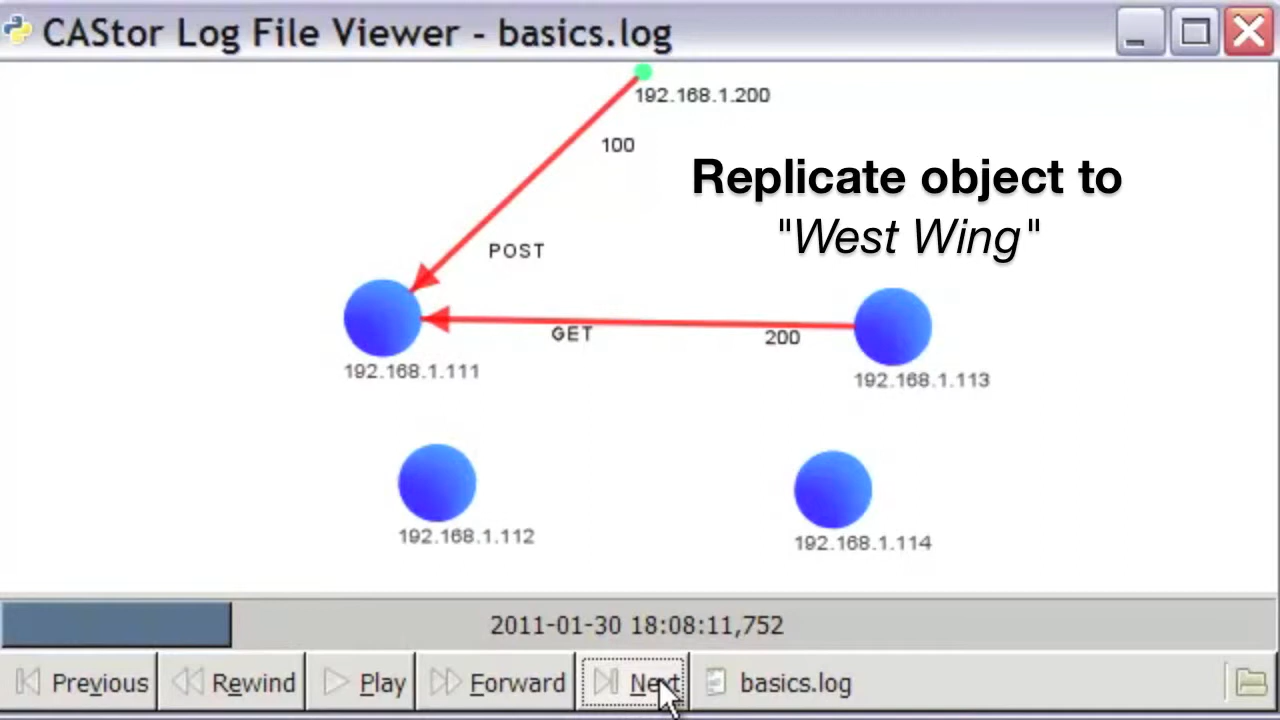 CAStor Log File Viewer - basics.log
192.168.1.200
100
Replicate object to
"West Wing"
POST
GET
200
192.168.1.111
192.168.1.113
192.168.1.112
192.168.1.114
2011-01-30 18:08:11,752
Previous Rewind Play Forward Next basics.log